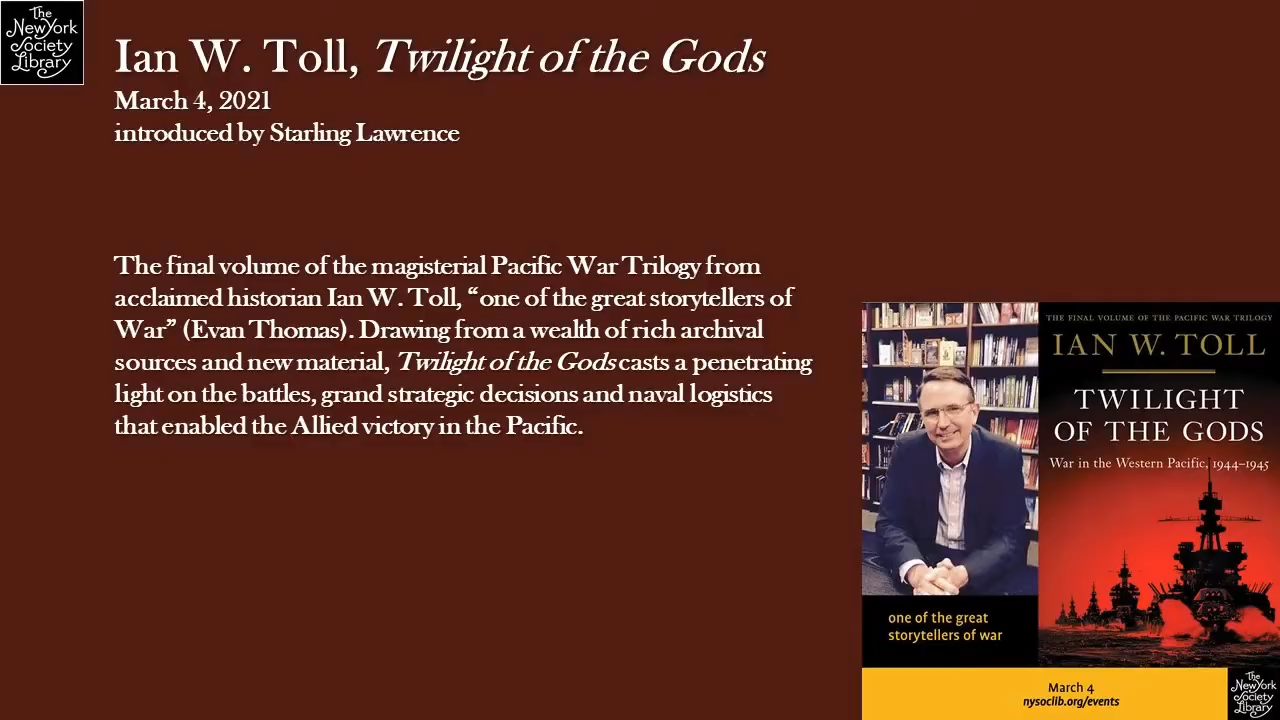 The
New York
Society
Library
Ian W. Toll, Twilight of the Gods
March 4, 2021
introduced by Starling Lawrence
The final volume of the magisterial Pacific War Trilogy from
acclaimed historian Ian W. Toll, “one of the great storytellers of
War” (Evan Thomas). Drawing from a wealth of rich archival
sources and new material, Twilight of the Gods casts a penetrating
light on the battles, grand strategic decisions and naval logistics
that enabled the Allied victory in the Pacific.
THE FINAL VOLUME OF THE PACIFIC WAR TRILOGY
IAN W. TOLL
TWILIGHT
OF THE GODS
War in the Western Pacific, 1944–1945
one of the great
storytellers of war
March 4
nysoclib.org/events
The
New York
Society
Library